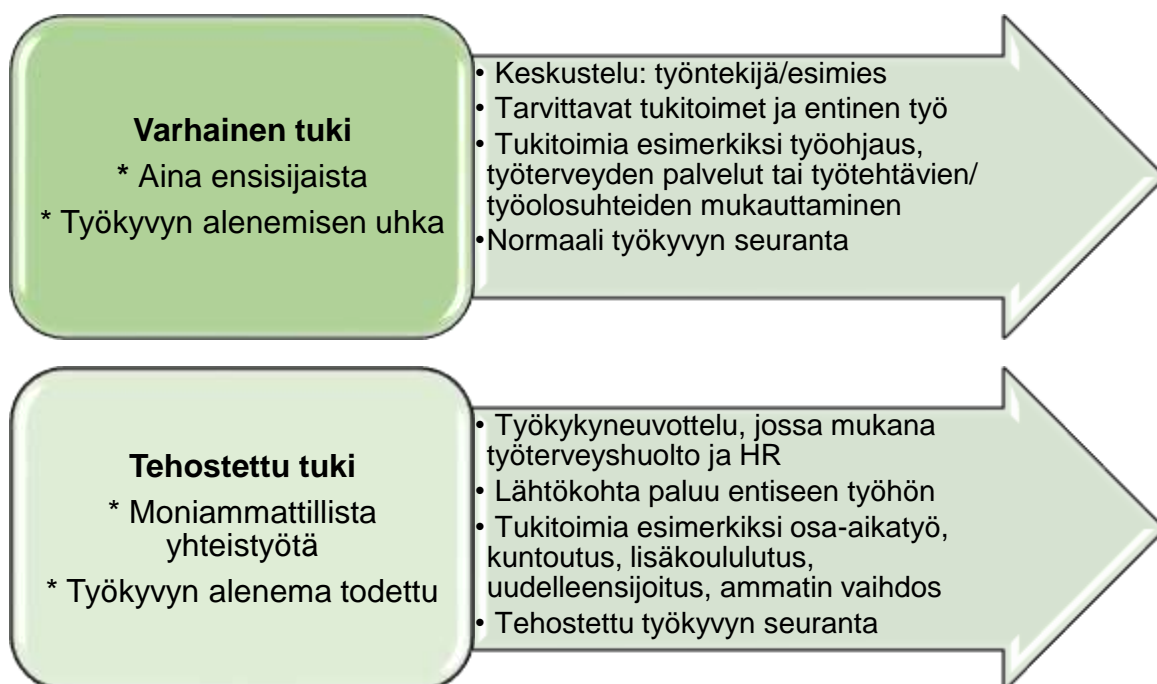 Varhainen tuki
* Aina ensisijaista
* Työkyvyn alenemisen uhka
• Keskustelu: työntekijä/esimies
• Tarvittavat tukitoimet ja entinen työ
• Tukitoimia esimerkiksi työohjaus,
työterveyden palvelut tai työtehtävien/
työolosuhteiden mukauttaminen
•Normaali työkyvyn seuranta
Tehostettu tuki
* Moniammattillista
yhteistyötä
* Työkyvyn alenema todettu
• Työkykyneuvottelu, jossa mukana
työterveyshuolto ja HR
• Lähtökohta paluu entiseen työhön
• Tukitoimia esimerkiksi osa-aikatyö,
kuntoutus, lisäkoululutus,
uudelleensijoitus, ammatin vaihdos
• Tehostettu työkyvyn seuranta